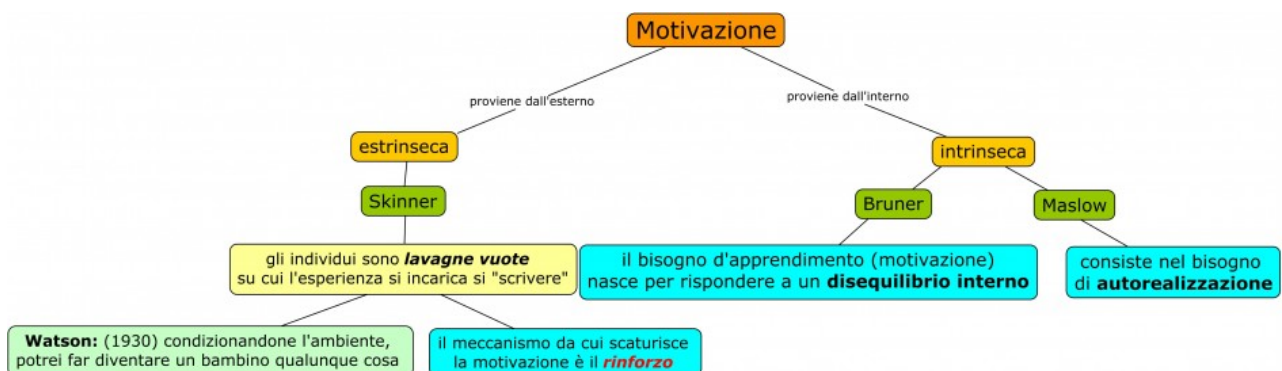 Motivazione
proviene dall'esterno
proviene dall'interno
estrinseca
intrinseca
Skinner
Bruner
Maslow
gli individui sono lavagne vuote
su cui l'esperienza si incarica si "scrivere"
il bisogno d'apprendimento (motivazione)
nasce per rispondere a un disequilibrio interno
consiste nel bisogno
di autorealizzazione
Watson: (1930) condizionandone l'ambiente,
potrei far diventare un bambino qualunque cosa
il meccanismo da cui scaturisce
la motivazione è il rinforzo